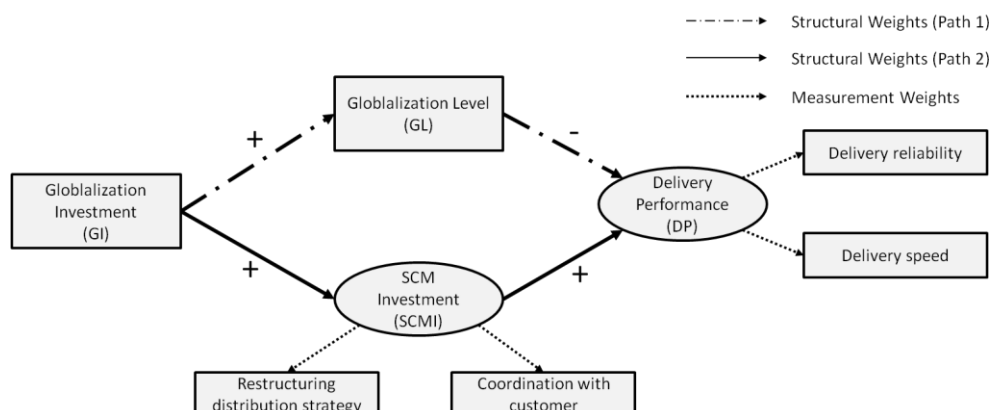 Structural Weights (Path 1)
Structural Weights (Path 2)
Measurement Weights
Globlalization Level
(GL)
+
-
Delivery reliability
Globlalization
Investment
(GI)
Delivery
Performance
(DP)
Delivery speed
+
+
SCM
Investment
(SCMI)
Restructuring
distribution strategy
Coordination with
customer